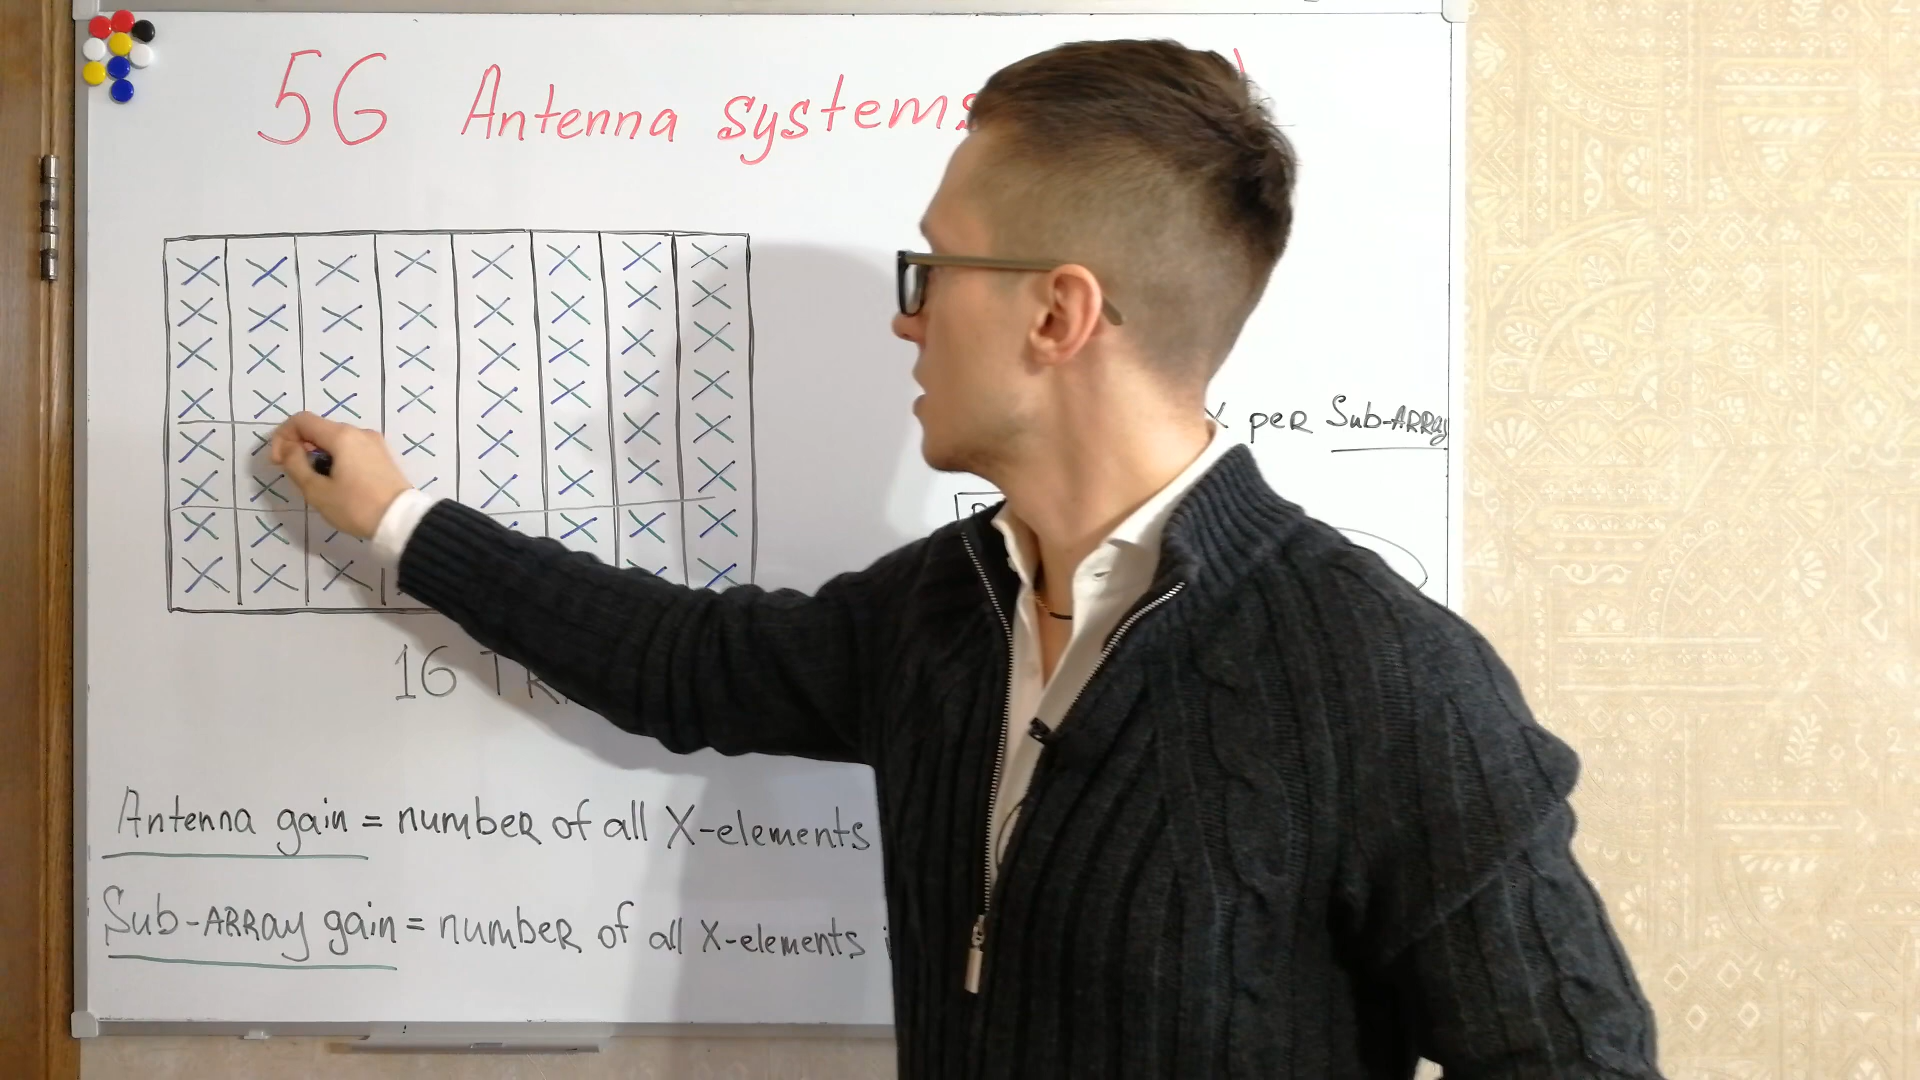 5G Antenna systems
per Sub-ARRay
16
Antenna gain = number of all X-elements
Sub-ARRay gain = number of all X-elements